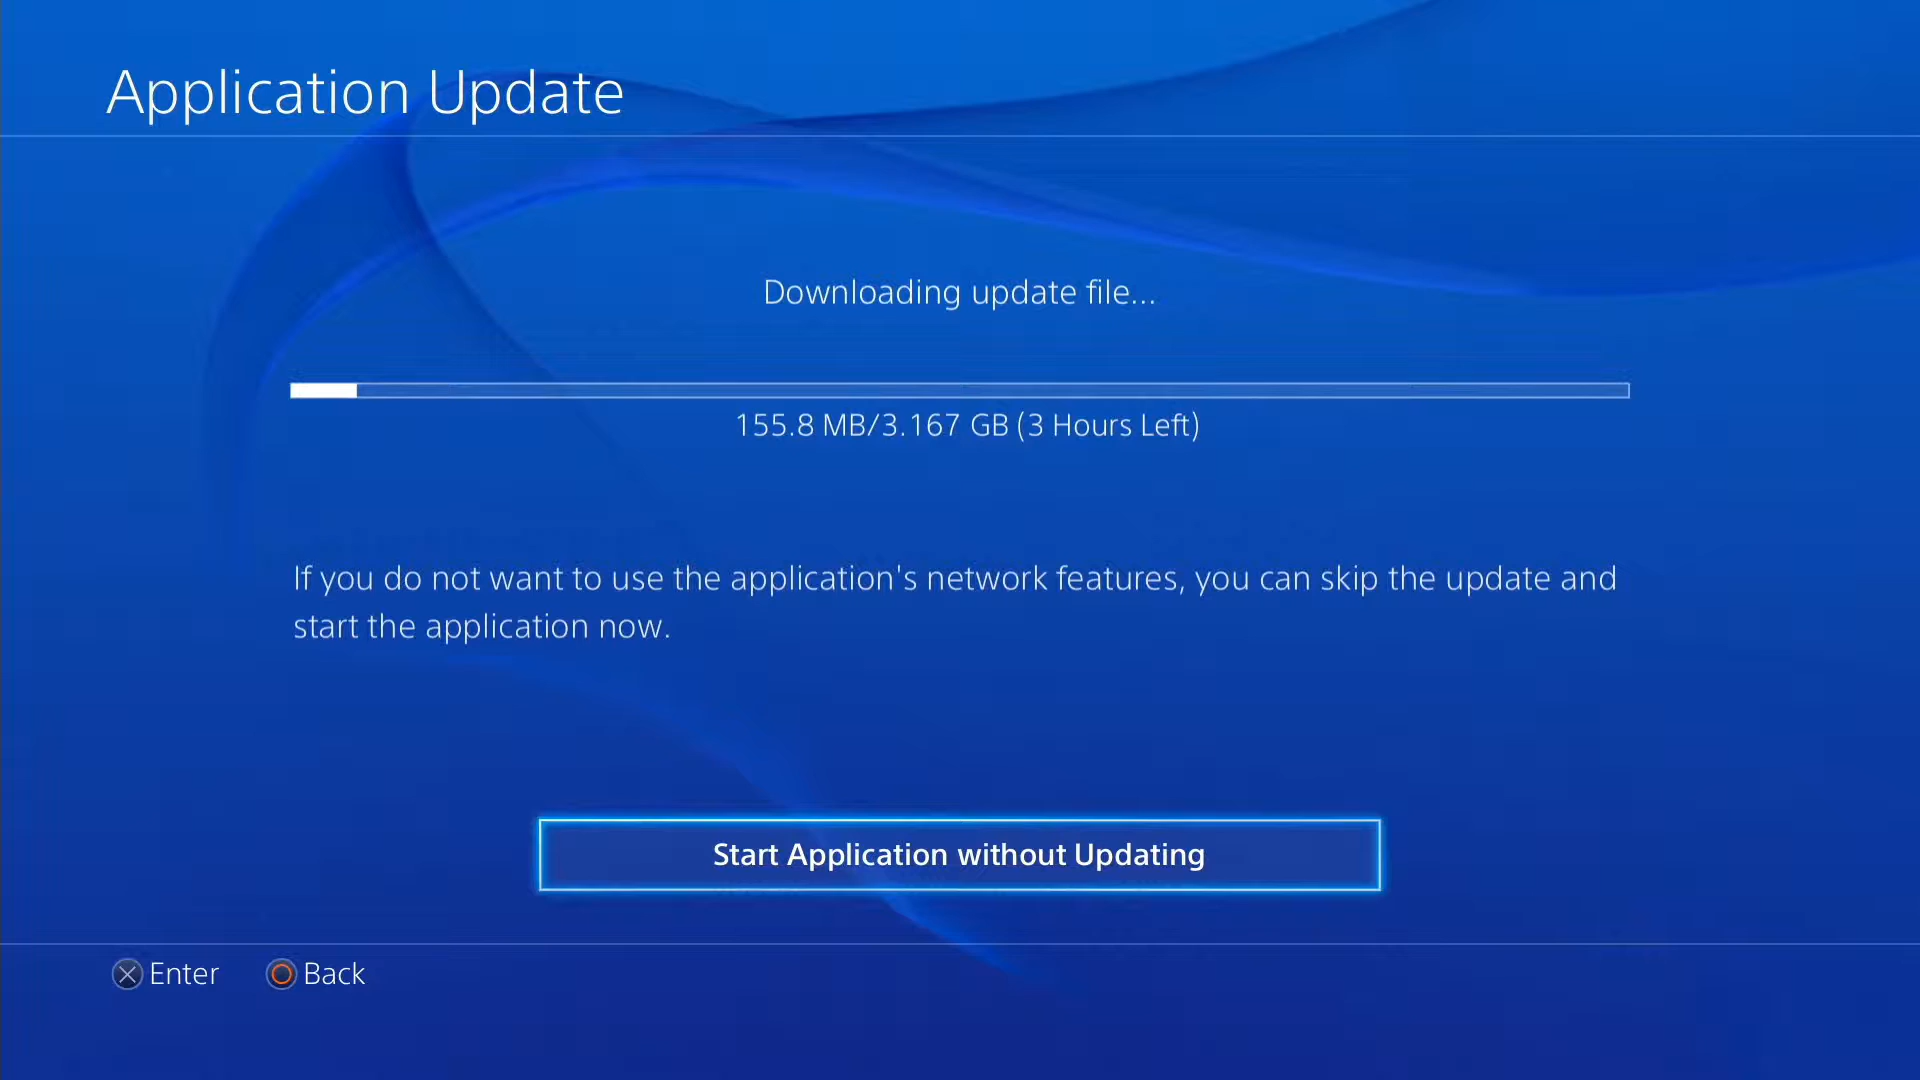 Application Update
Downloading update file...
155.8 MB/3.167 GB (3 Hours Left)
If you do not want to use the application's network features, you can skip the update and
start the application now.
Start Application without Updating
Enter Back